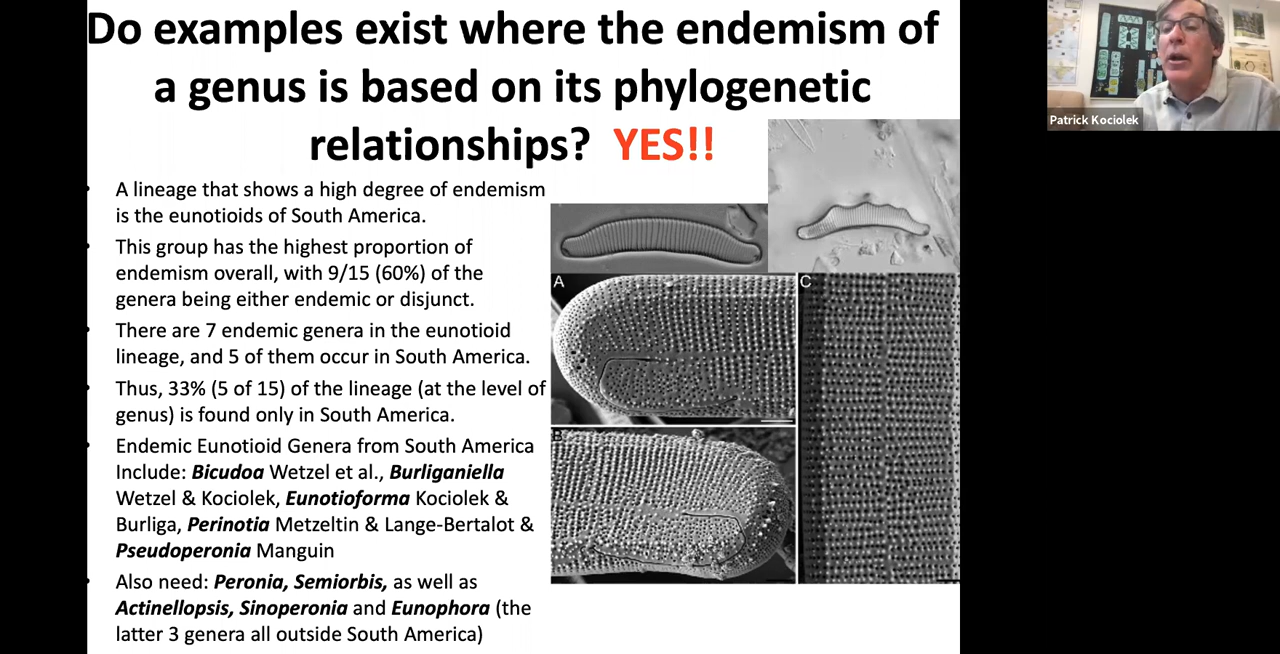 Do examples exist where the endemism of
a genus is based on its phylogenetic
relationships? YES!!
• A lineage that shows a high degree of endemism
is the eunotioids of South America.
• This group has the highest proportion of
endemism overall, with 9/15 (60%) of the
genera being either endemic or disjunct.
• There are 7 endemic genera in the eunotioid
lineage, and 5 of them occur in South America.
• Thus, 33% (5 of 15) of the lineage (at the level of
genus) is found only in South America.
• Endemic Eunotioid Genera from South America
Include: Bicudoa Wetzel et al., Burliganiella
Wetzel & Kociolek, Eunotioforma Kociolek &
Burliga, Perinotia Metzeltin & Lange-Bertalot &
Pseudoperonia Manguin
• Also need: Peronia, Semiorbis, as well as
Actinellopsis, Sinoperonia and Eunophora (the
latter 3 genera all outside South America)
A
B
C
Patrick Kociolek